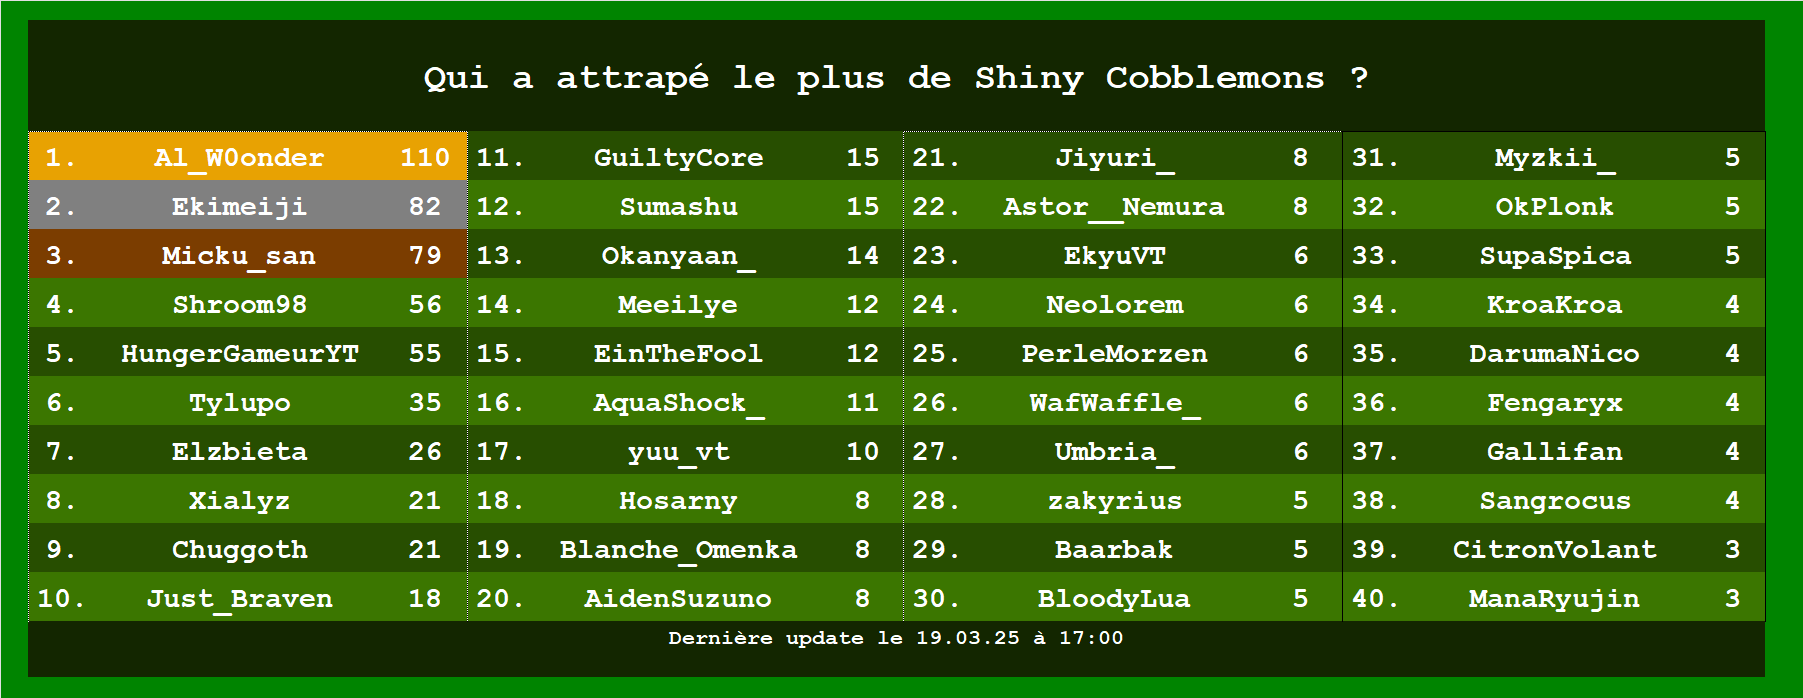 Qui a attrapé le plus de Shiny Cobblemons ?
1. Al_W0onder 110
2. Ekimeiji 82
3. Micku_san 79
4. Shroom98 56
5. HungerGameurYT 55
6. Tylupo 35
7. Elzbieta 26
8. Xialyz 21
9. Chuggoth 21
10. Just_Braven 18
11. GuiltyCore 15
12. Sumashu 15
13. Okanyaan_ 14
14. Meeilye 12
15. EinTheFool 12
16. AquaShock_ 11
17. yuu_vt 10
18. Hosarny 8
19. Blanche_Omenka 8
20. AidenSuzuno 8
21. Jiyuri_ 8
22. Astor__Nemura 8
23. EkyuVT 6
24. Neolorem 6
25. PerleMorzen 6
26. WafWaffle_ 6
27. Umbria_ 6
28. zakyrius 5
29. Baarbak 5
30. BloodyLua 5
31. Myzkii_ 5
32. OkPlonk 5
33. SupaSpica 5
34. KroaKroa 4
35. DarumaNico 4
36. Fengaryx 4
37. Gallifan 4
38. Sangrocus 4
39. CitronVolant 3
40. ManaRyujin 3
Dernière update le 19.03.25 à 17:00